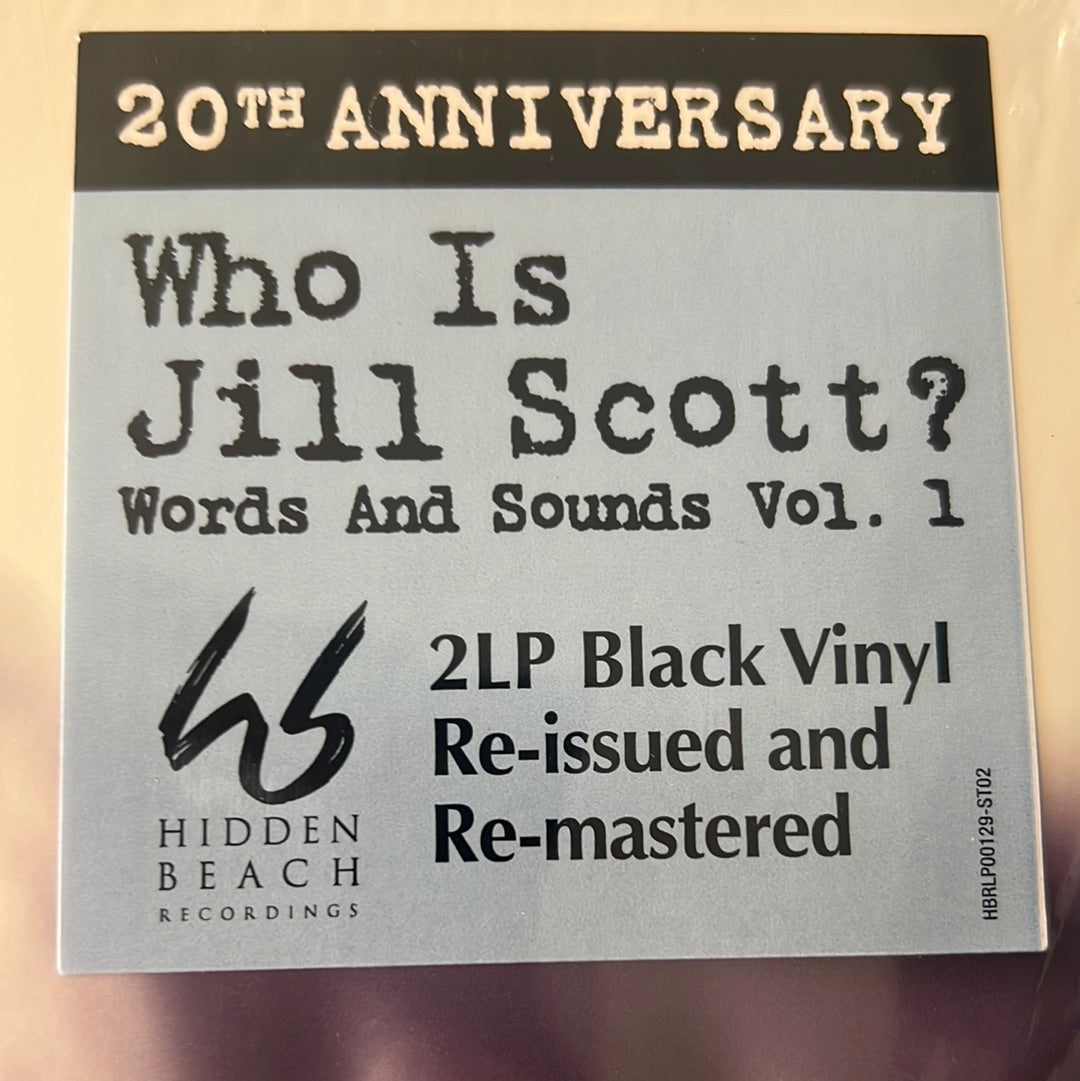 20TH ANNIVERSARY
Who Is
Jill Scott?
Words And Sounds Vol. 1
2LP Black Vinyl
Re-issued and
Re-mastered
HIDDEN
BEACH
RECORDINGS
HBRLP00129-ST02